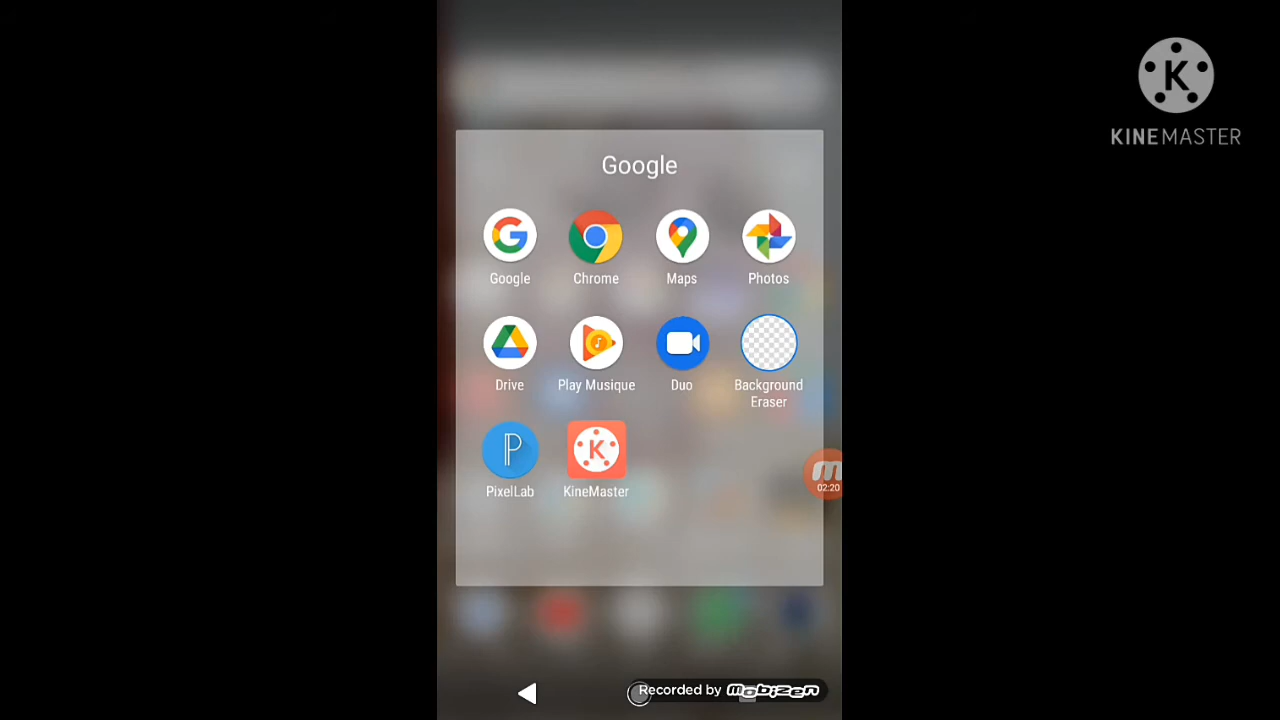 KINEMASTER
Google
Google Chrome Maps Photos
Drive Play Musique Duo Background
Eraser
PixelLab KineMaster
02:20
Recorded by mobizen